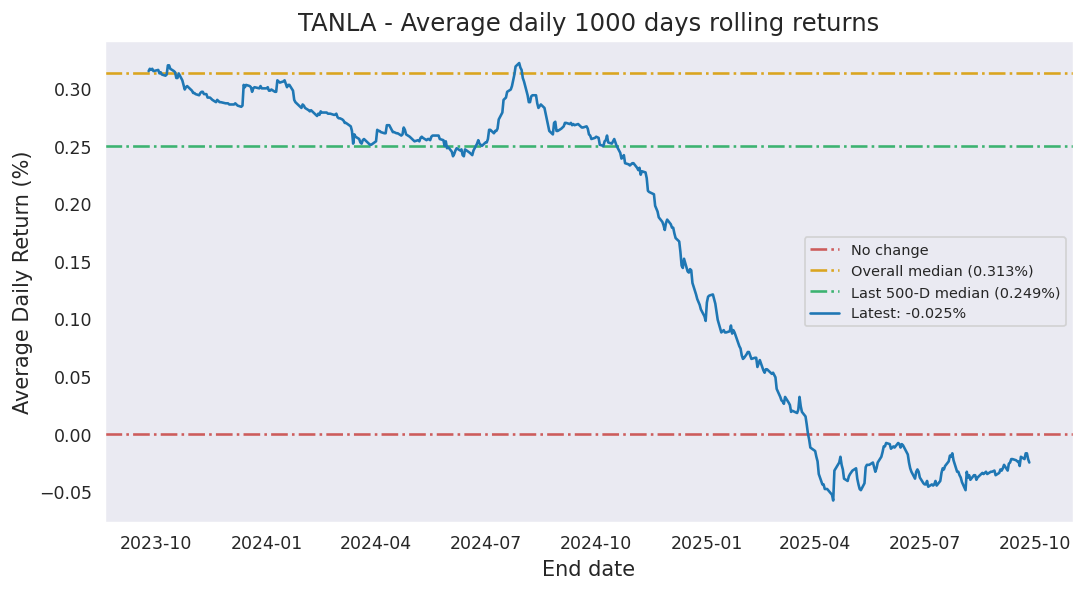 TANLA - Average daily 1000 days rolling returns
Average Daily Return (%)
0.30
0.25
0.20
0.15
0.10
0.05
0.00
−0.05
No change
Overall median (0.313%)
Last 500-D median (0.249%)
Latest: -0.025%
2023-10 2024-01 2024-04 2024-07 2024-10 2025-01 2025-04 2025-07 2025-10
End date